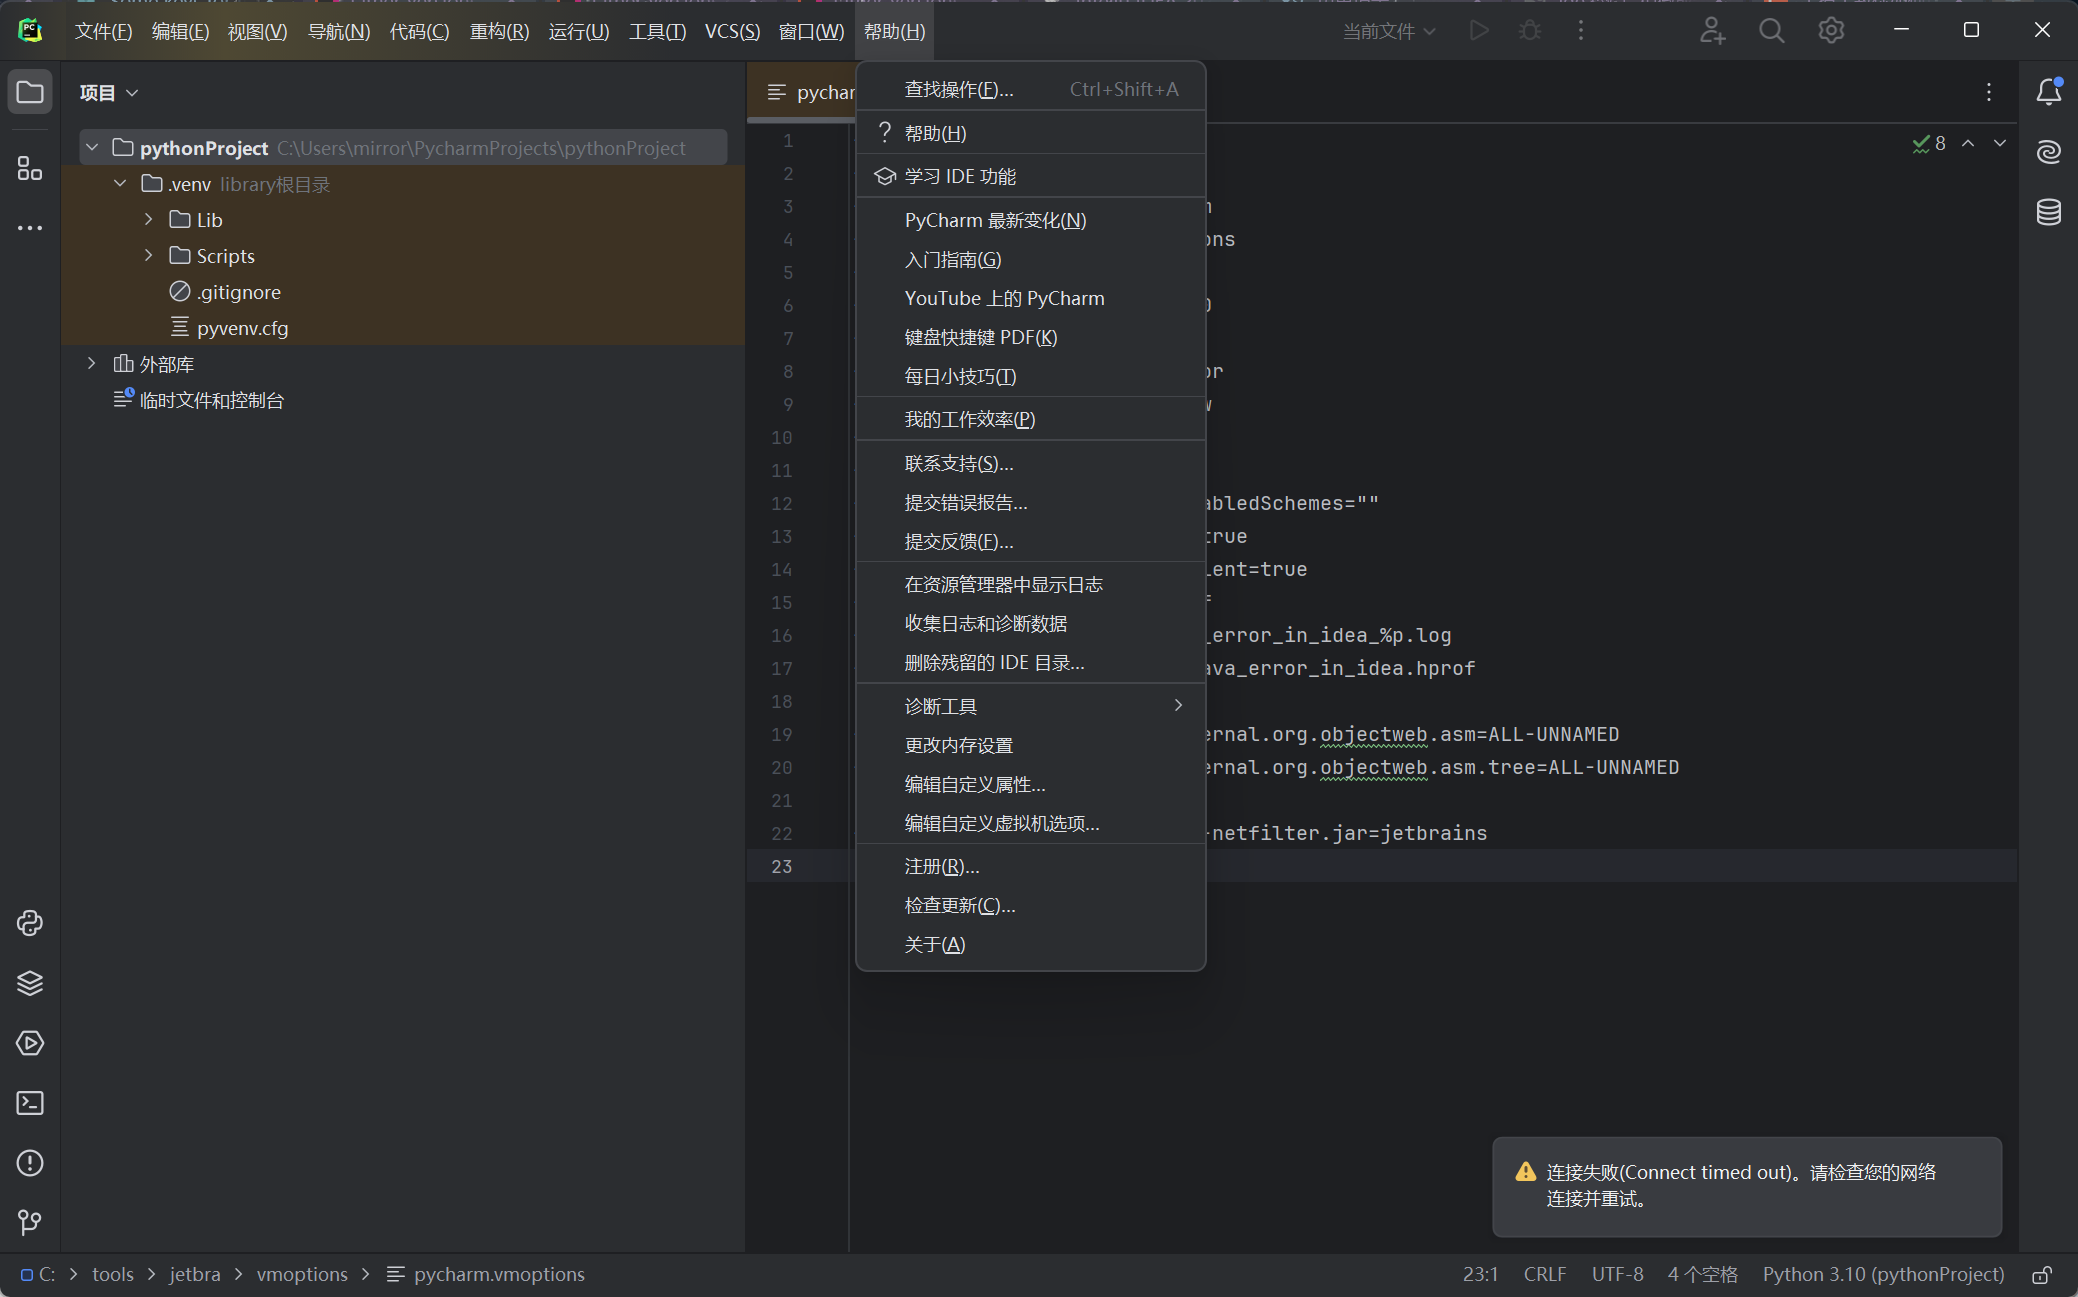 文件(F) 编辑(E) 视图(V) 导航(N) 代码(C) 重构(R) 运行(U) 工具(T) VCS(S) 窗口(W) 帮助(H) 当前文件
项目
pythonProject C:\Users\mirror\PycharmProjects\pythonProject
.venv library根目录
Lib
Scripts
.gitignore
pyvenv.cfg
外部库
临时文件和控制台
查找操作(F)... Ctrl+Shift+A
帮助(H)
学习 IDE 功能
PyCharm 最新变化(N)
入门指南(G)
YouTube 上的 PyCharm
键盘快捷键 PDF(K)
每日小技巧(T)
我的工作效率(P)
联系支持(S)...
提交错误报告...
提交反馈(F)...
在资源管理器中显示日志
收集日志和诊断数据
删除残留的 IDE 目录...
诊断工具
更改内存设置
编辑自定义属性...
编辑自定义虚拟机选项...
注册(R)...
检查更新(C)...
关于(A)
pychar
8
1
2
3
4 ons
5
6
7
8 or
9
10
11
12 abledSchemes=""
13 true
14 lent=true
15 =
16 _error_in_idea_%p.log
17 ava_error_in_idea.hprof
18
19 ernal.org.objectweb.asm=ALL-UNNAMED
20 ernal.org.objectweb.asm.tree=ALL-UNNAMED
21
22 -netfilter.jar=jetbrains
23
连接失败(Connect timed out)。请检查您的网络
连接并重试。
C: tools jetbra vmoptions pycharm.vmoptions 23:1 CRLF UTF-8 4 个空格 Python 3.10 (pythonProject)